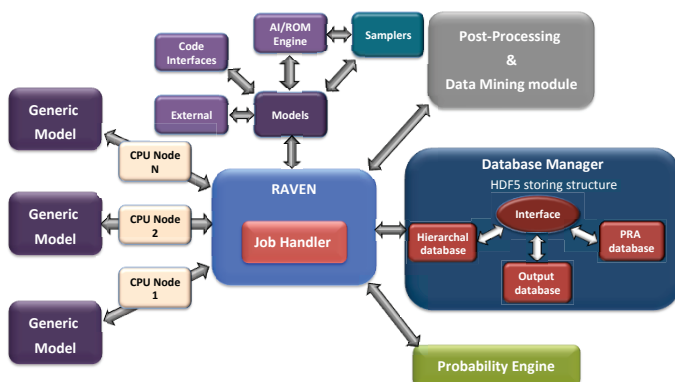 AI/ROM
Engine
Samplers
Code
Interfaces
Post-Processing
&
Data Mining module
Generic
Model
External
Models
CPU Node
N
RAVEN
Job Handler
Database Manager
HDF5 storing structure
Interface
Hierarchal
database
PRA
database
Output
database
Generic
Model
CPU Node
2
CPU Node
1
Generic
Model
Probability Engine